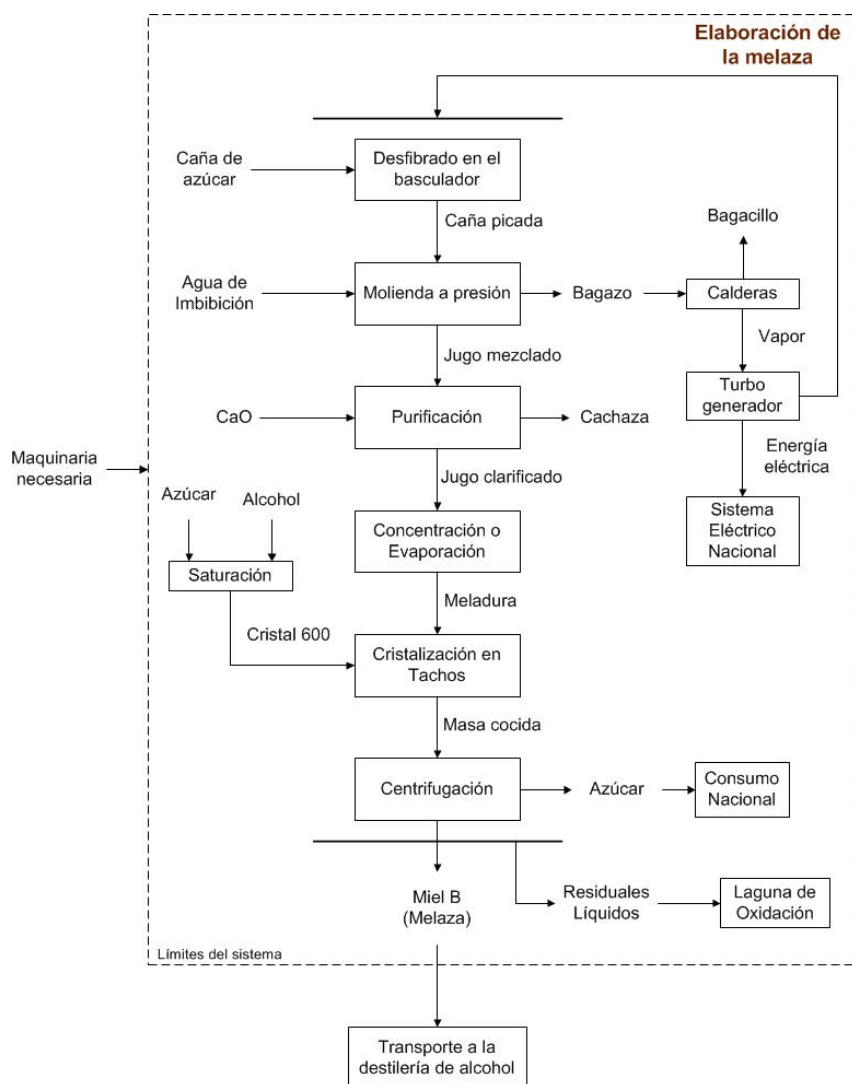 Elaboración de
la melaza
Caña de
azúcar
Desfibrado en el
basculador
Caña picada
Bagacillo
Agua de
Imbibición
Molienda a presión
Bagazo
Calderas
Jugo mezclado
Vapor
CaO
Purificación
Cachaza
Turbo
generador
Maquinaria
necesaria
Jugo clarificado
Energía
eléctrica
Azúcar
Alcohol
Concentración o
Evaporación
Sistema
Eléctrico
Nacional
Saturación
Meladura
Cristal 600
Cristalización en
Tachos
Masa cocida
Centrifugación
Azúcar
Consumo
Nacional
Miel B
(Melaza)
Residuales
Líquidos
Laguna de
Oxidación
Límites del sistema
Transporte a la
destilería de alcohol